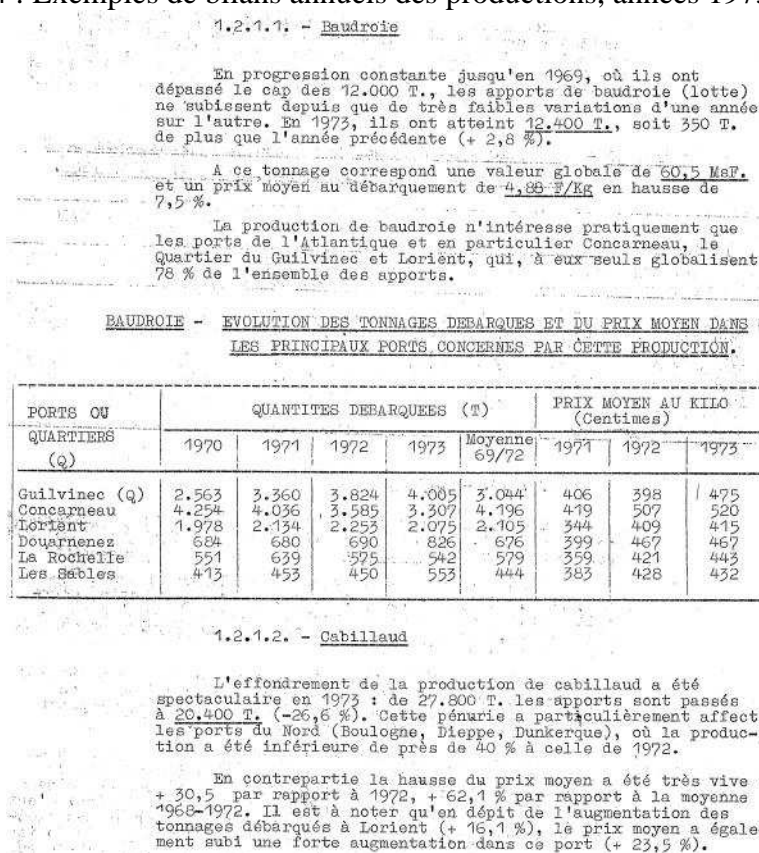 : Exemples de bilans annuels des productions, années 197
1.2.1.1. - Baudroie
En progression constante jusqu'en 1969, où ils ont
dépassé le cap des 12.000 T., les apports de baudroie (lotte)
ne subissent depuis que de très faibles variations d'une année
sur l'autre. En 1973, ils ont atteint 12.400 T., soit 350 T.
de plus que l'année précédente (+ 2,8 %).
A ce tonnage correspond une valeur globale de 60,5 MsF.
et un prix moyen au débarquement de 4,88 F/Kg en hausse de
7,5 %.
La production de baudroie n'intéresse pratiquement que
les ports de l'Atlantique et en particulier Concarneau, le
Quartier du Guilvinec et Lorient, qui, à eux seuls globalisent
78 % de l'ensemble des apports.
BAUDROIE - EVOLUTION DES TONNAGES DEBARQUES ET DU PRIX MOYEN DANS
LES PRINCIPAUX PORTS CONCERNES PAR CETTE PRODUCTION.
PORTS OU QUARTIERS (Q) QUANTITES DEBARQUEES (T) PRIX MOYEN AU KILO (Centimes)
1970 1971 1972 1973 Moyenne 69/72 1971 1972 1973
Guilvinec (Q) 2.563 3.360 3.824 4.005 3.044 406 398 475
Concarneau 4.254 4.036 3.585 3.307 4.196 419 507 520
Lorient 1.978 2.134 2.253 2.075 2.105 344 409 415
Douarnenez 684 680 690 826 676 399 467 467
La Rochelle 551 639 575 542 579 359 421 443
Les Sables 413 453 450 553 444 383 428 432
1.2.1.2. - Cabillaud
L'effondrement de la production de cabillaud a été
spectaculaire en 1973 : de 27.800 T. les apports sont passés
à 20.400 T. (-26,6 %). Cette pénurie a particulièrement affect
les ports du Nord (Boulogne, Dieppe, Dunkerque), où la produc-
tion a été inférieure de près de 40 % à celle de 1972.
En contrepartie la hausse du prix moyen a été très vive
+ 30,5 par rapport à 1972, + 62,1 % par rapport à la moyenne
1968-1972. Il est à noter qu'en dépit de l'augmentation des
tonnages débarqués à Lorient (+ 16,1 %), le prix moyen a égale
ment subi une forte augmentation dans ce port (+ 23,5 %).